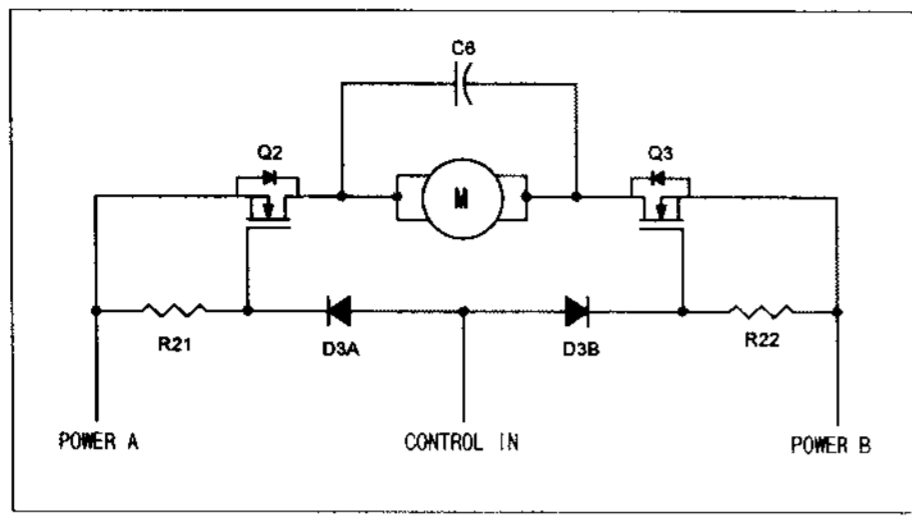 C6
Q2
Q3
M
R21
D3A
D3B
R22
POWER A
CONTROL IN
POWER B